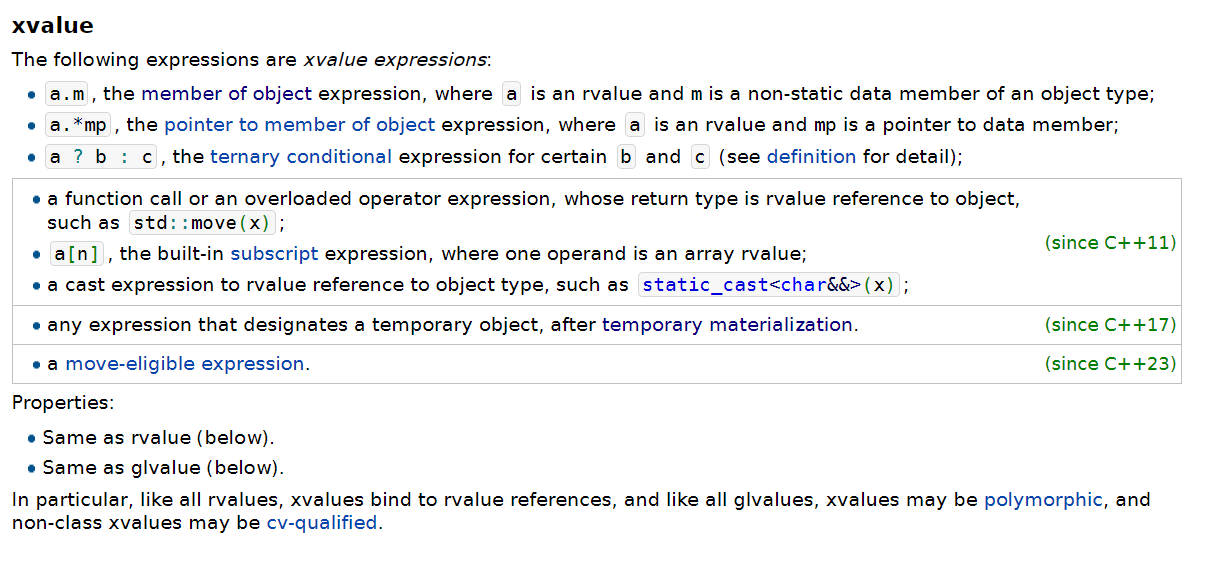 xvalue
The following expressions are xvalue expressions:
• a.m, the member of object expression, where a is an rvalue and m is a non-static data member of an object type;
• a.*mp, the pointer to member of object expression, where a is an rvalue and mp is a pointer to data member;
• a ? b : c, the ternary conditional expression for certain b and c (see definition for detail);
• a function call or an overloaded operator expression, whose return type is rvalue reference to object,
such as std::move(x);
(since C++11)
• a[n], the built-in subscript expression, where one operand is an array rvalue;
• a cast expression to rvalue reference to object type, such as static_cast<char&&>(x);
• any expression that designates a temporary object, after temporary materialization. (since C++17)
• a move-eligible expression. (since C++23)
Properties:
• Same as rvalue (below).
• Same as glvalue (below).
In particular, like all rvalues, xvalues bind to rvalue references, and like all glvalues, xvalues may be polymorphic, and
non-class xvalues may be cv-qualified.